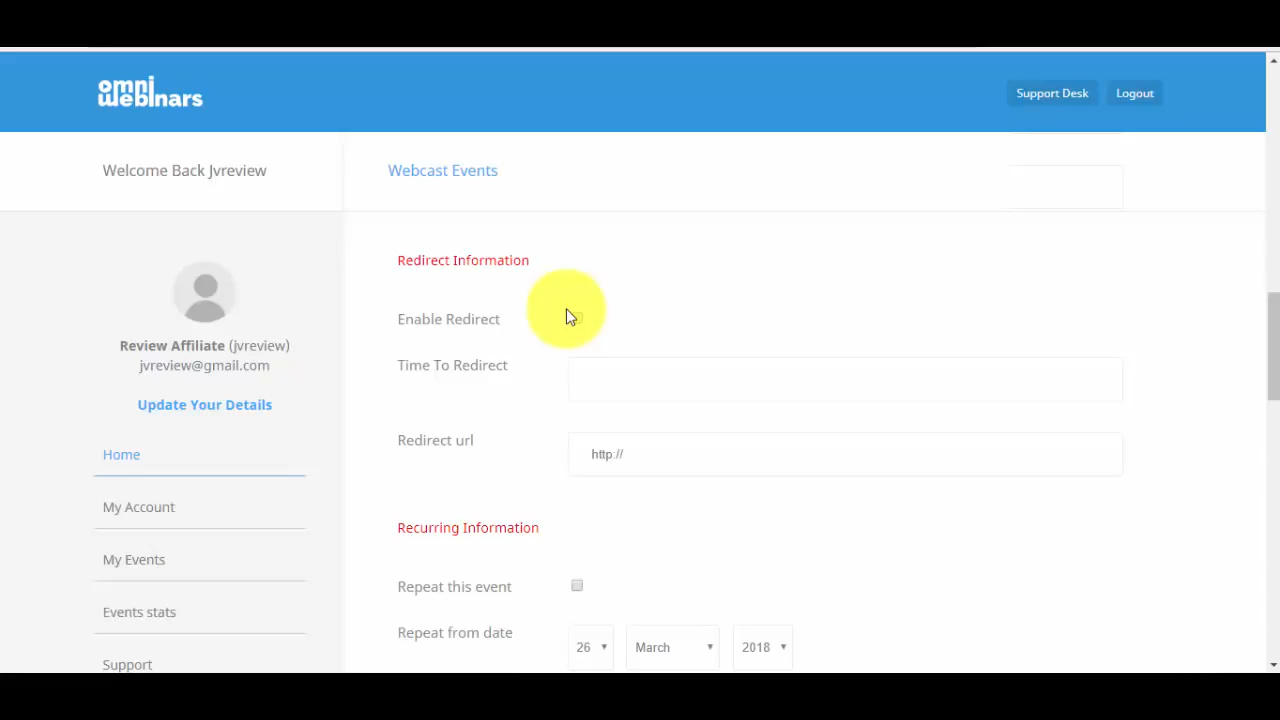 omni
webinars
Support Desk
Logout
Welcome Back Jvreview
Webcast Events
Review Affiliate (jvreview)
jvreview@gmail.com
Update Your Details
Home
My Account
My Events
Events stats
Support
Redirect Information
Enable Redirect
Time To Redirect
Redirect url
http://
Recurring Information
Repeat this event
Repeat from date
26 March 2018